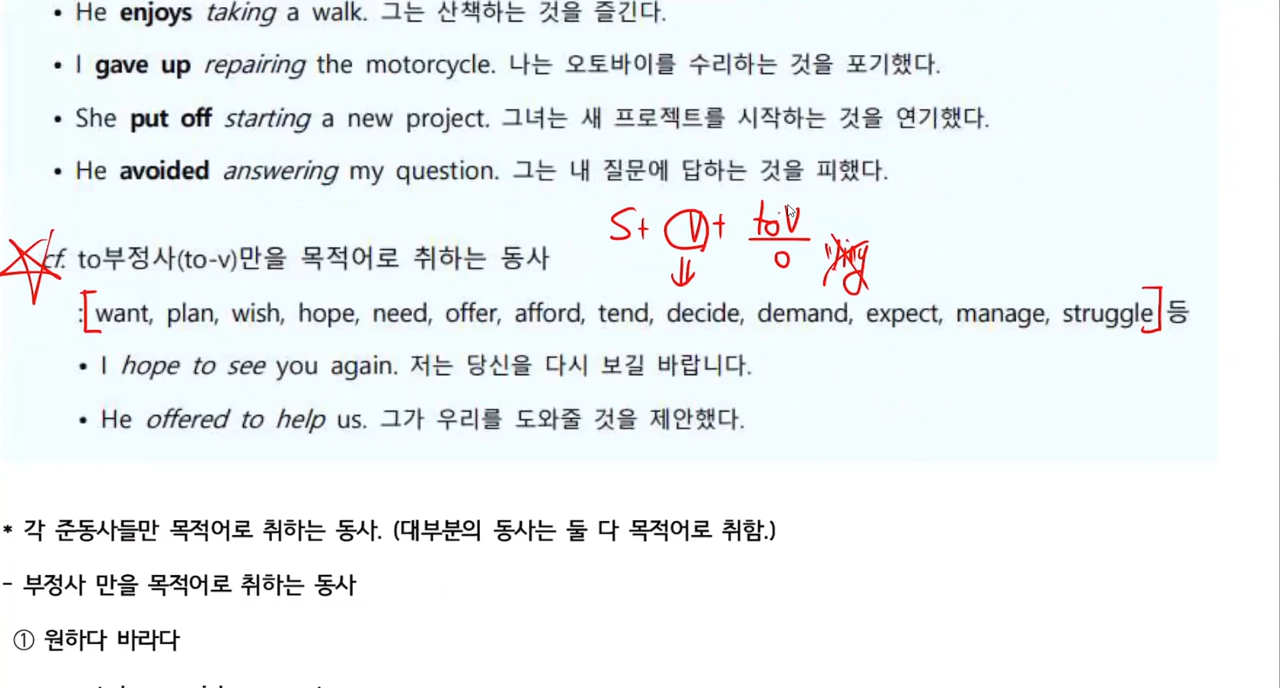 • He enjoys taking a walk. 그는 산책하는 것을 즐긴다.
• I gave up repairing the motorcycle. 나는 오토바이를 수리하는 것을 포기했다.
• She put off starting a new project. 그녀는 새 프로젝트를 시작하는 것을 연기했다.
• He avoided answering my question. 그는 내 질문에 답하는 것을 피했다.
S+ V + to V
O Ving
cf. to부정사(to-v)만을 목적어로 취하는 동사
: [want, plan, wish, hope, need, offer, afford, tend, decide, demand, expect, manage, struggle] 등
• I hope to see you again. 저는 당신을 다시 보길 바랍니다.
• He offered to help us. 그가 우리를 도와줄 것을 제안했다.
* 각 준동사들만 목적어로 취하는 동사. (대부분의 동사는 둘 다 목적어로 취함.)
- 부정사 만을 목적어로 취하는 동사
① 원하다 바라다